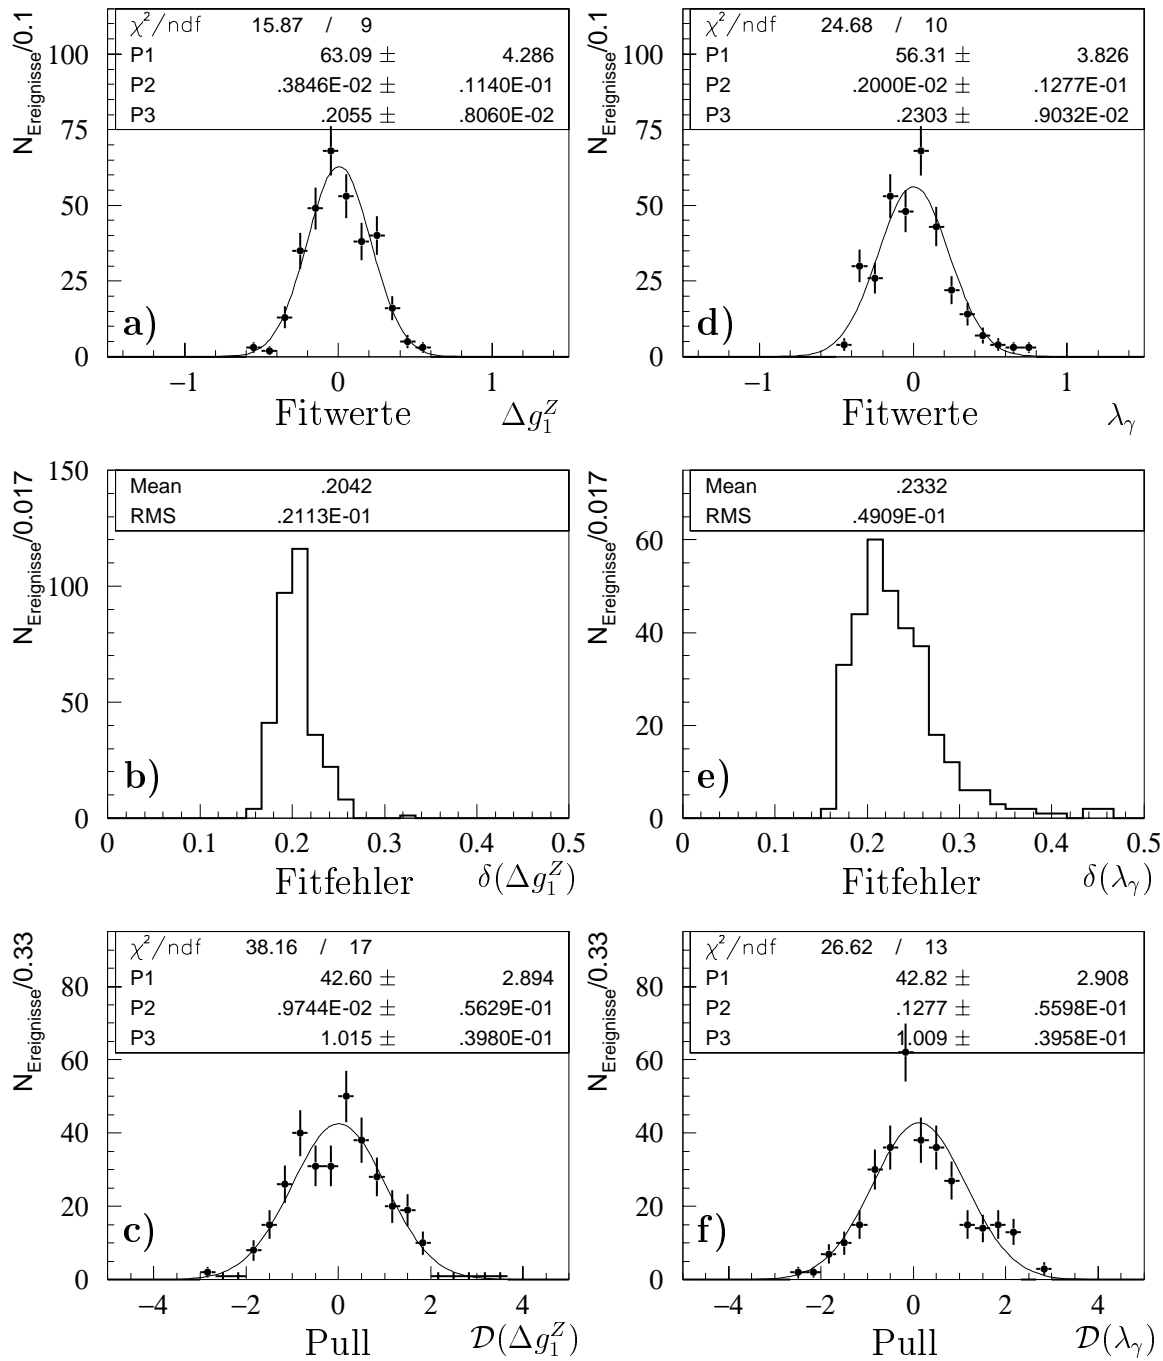 N_Ereignisse/0.1
χ²/ndf 15.87 / 9
P1 63.09 ± 4.286
P2 .3846E-02 ± .1140E-01
P3 .2055 ± .8060E-02
100
75
50
25
0
a)
−1 0 1
Fitwerte Δg₁^Z
N_Ereignisse/0.1
χ²/ndf 24.68 / 10
P1 56.31 ± 3.826
P2 .2000E-02 ± .1277E-01
P3 .2303 ± .9032E-02
100
75
50
25
0
d)
−1 0 1
Fitwerte λ_γ
N_Ereignisse/0.017
Mean .2042
RMS .2113E-01
150
100
50
0
b)
0 0.1 0.2 0.3 0.4 0.5
Fitfehler δ(Δg₁^Z)
N_Ereignisse/0.017
Mean .2332
RMS .4909E-01
60
40
20
0
e)
0 0.1 0.2 0.3 0.4 0.5
Fitfehler δ(λ_γ)
N_Ereignisse/0.33
χ²/ndf 38.16 / 17
P1 42.60 ± 2.894
P2 .9744E-02 ± .5629E-01
P3 1.015 ± .3980E-01
80
60
40
20
0
c)
−4 −2 0 2 4
Pull 𝒟(Δg₁^Z)
N_Ereignisse/0.33
χ²/ndf 26.62 / 13
P1 42.82 ± 2.908
P2 .1277 ± .5598E-01
P3 1.009 ± .3958E-01
80
60
40
20
0
f)
−4 −2 0 2 4
Pull 𝒟(λ_γ)